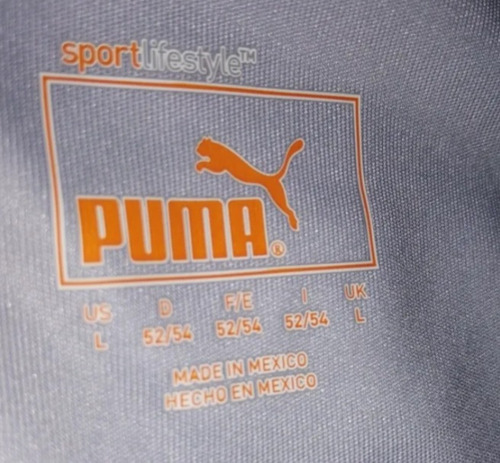 sportlifestyle™
PUMA®
US D F/E I UK
L 52/54 52/54 52/54 L
MADE IN MEXICO
HECHO EN MEXICO